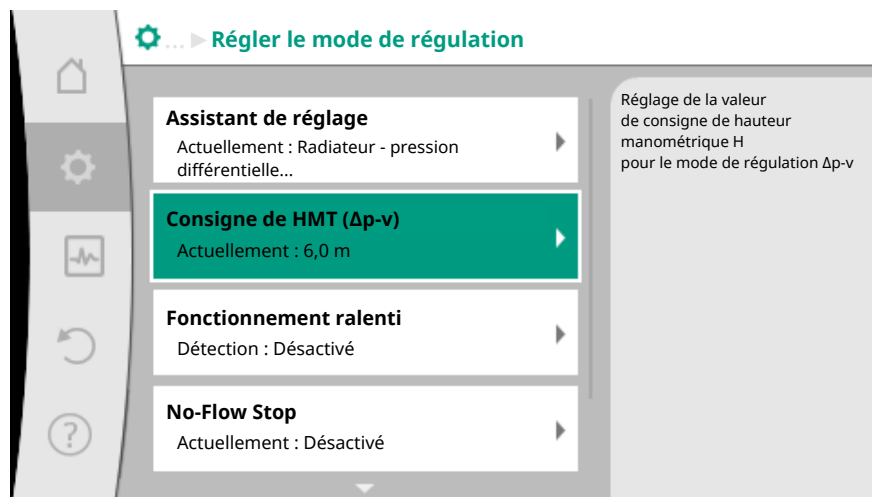 ... Régler le mode de régulation
Assistant de réglage
Actuellement : Radiateur - pression
différentielle...
Consigne de HMT (Δp-v)
Actuellement : 6,0 m
Fonctionnement ralenti
Détection : Désactivé
No-Flow Stop
Actuellement : Désactivé
Réglage de la valeur
de consigne de hauteur
manométrique H
pour le mode de régulation Δp-v
?